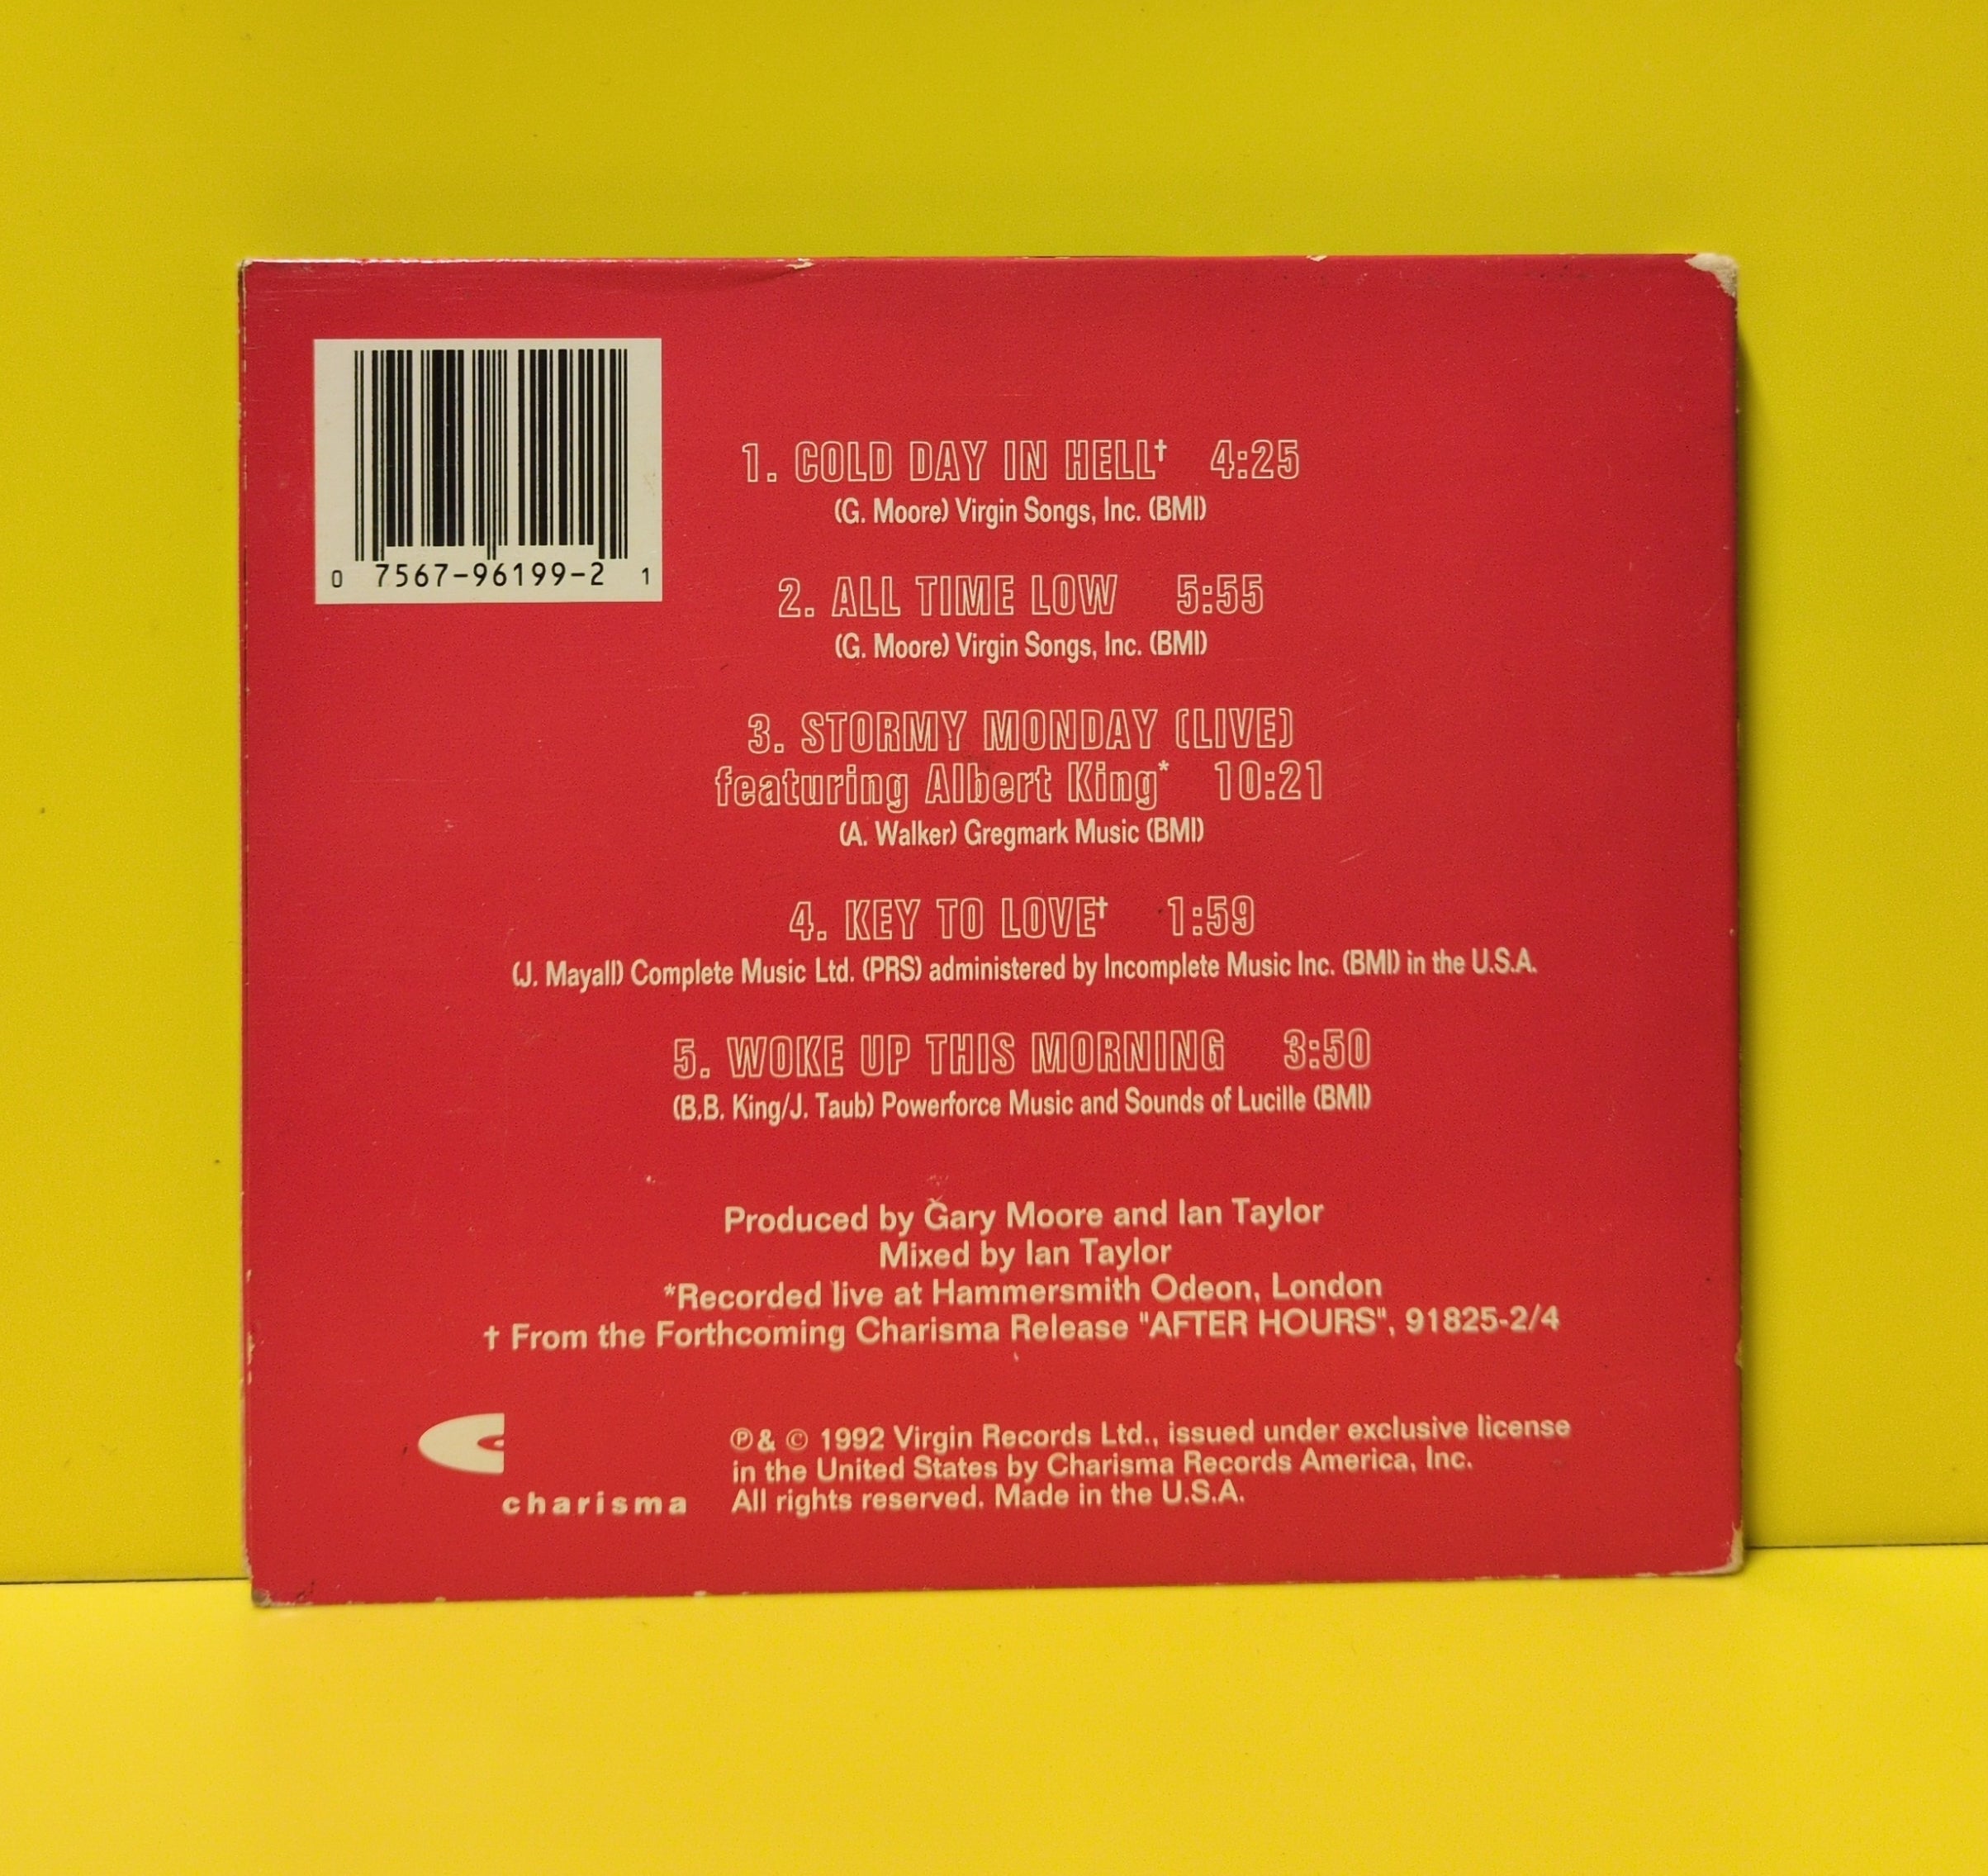 0 7567-96199-2 1
1. COLD DAY IN HELL† 4:25
(G. Moore) Virgin Songs, Inc. (BMI)
2. ALL TIME LOW 5:55
(G. Moore) Virgin Songs, Inc. (BMI)
3. STORMY MONDAY (LIVE)
featuring Albert King* 10:21
(A. Walker) Gregmark Music (BMI)
4. KEY TO LOVE† 1:59
(J. Mayall) Complete Music Ltd. (PRS) administered by Incomplete Music Inc. (BMI) in the U.S.A.
5. WOKE UP THIS MORNING 3:50
(B.B. King/J. Taub) Powerforce Music and Sounds of Lucille (BMI)
Produced by Gary Moore and Ian Taylor
Mixed by Ian Taylor
*Recorded live at Hammersmith Odeon, London
† From the Forthcoming Charisma Release "AFTER HOURS", 91825-2/4
charisma
℗ & © 1992 Virgin Records Ltd., issued under exclusive license
in the United States by Charisma Records America, Inc.
All rights reserved. Made in the U.S.A.